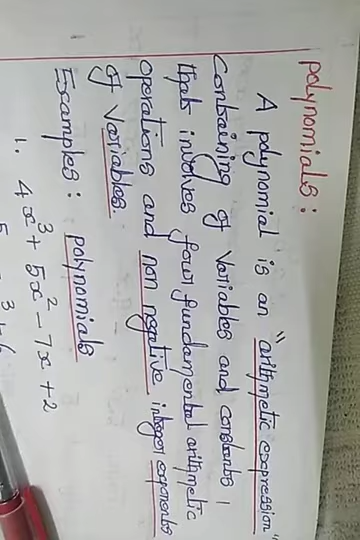 polynomials:
A polynomial is an "arithmetic expression"
Containing of Variables and constants,
that involves four fundamental arithmetic
operations and non negative integer exponents
of variables.
Examples: polynomials
1. 4x³ + 5x² - 7x + 2